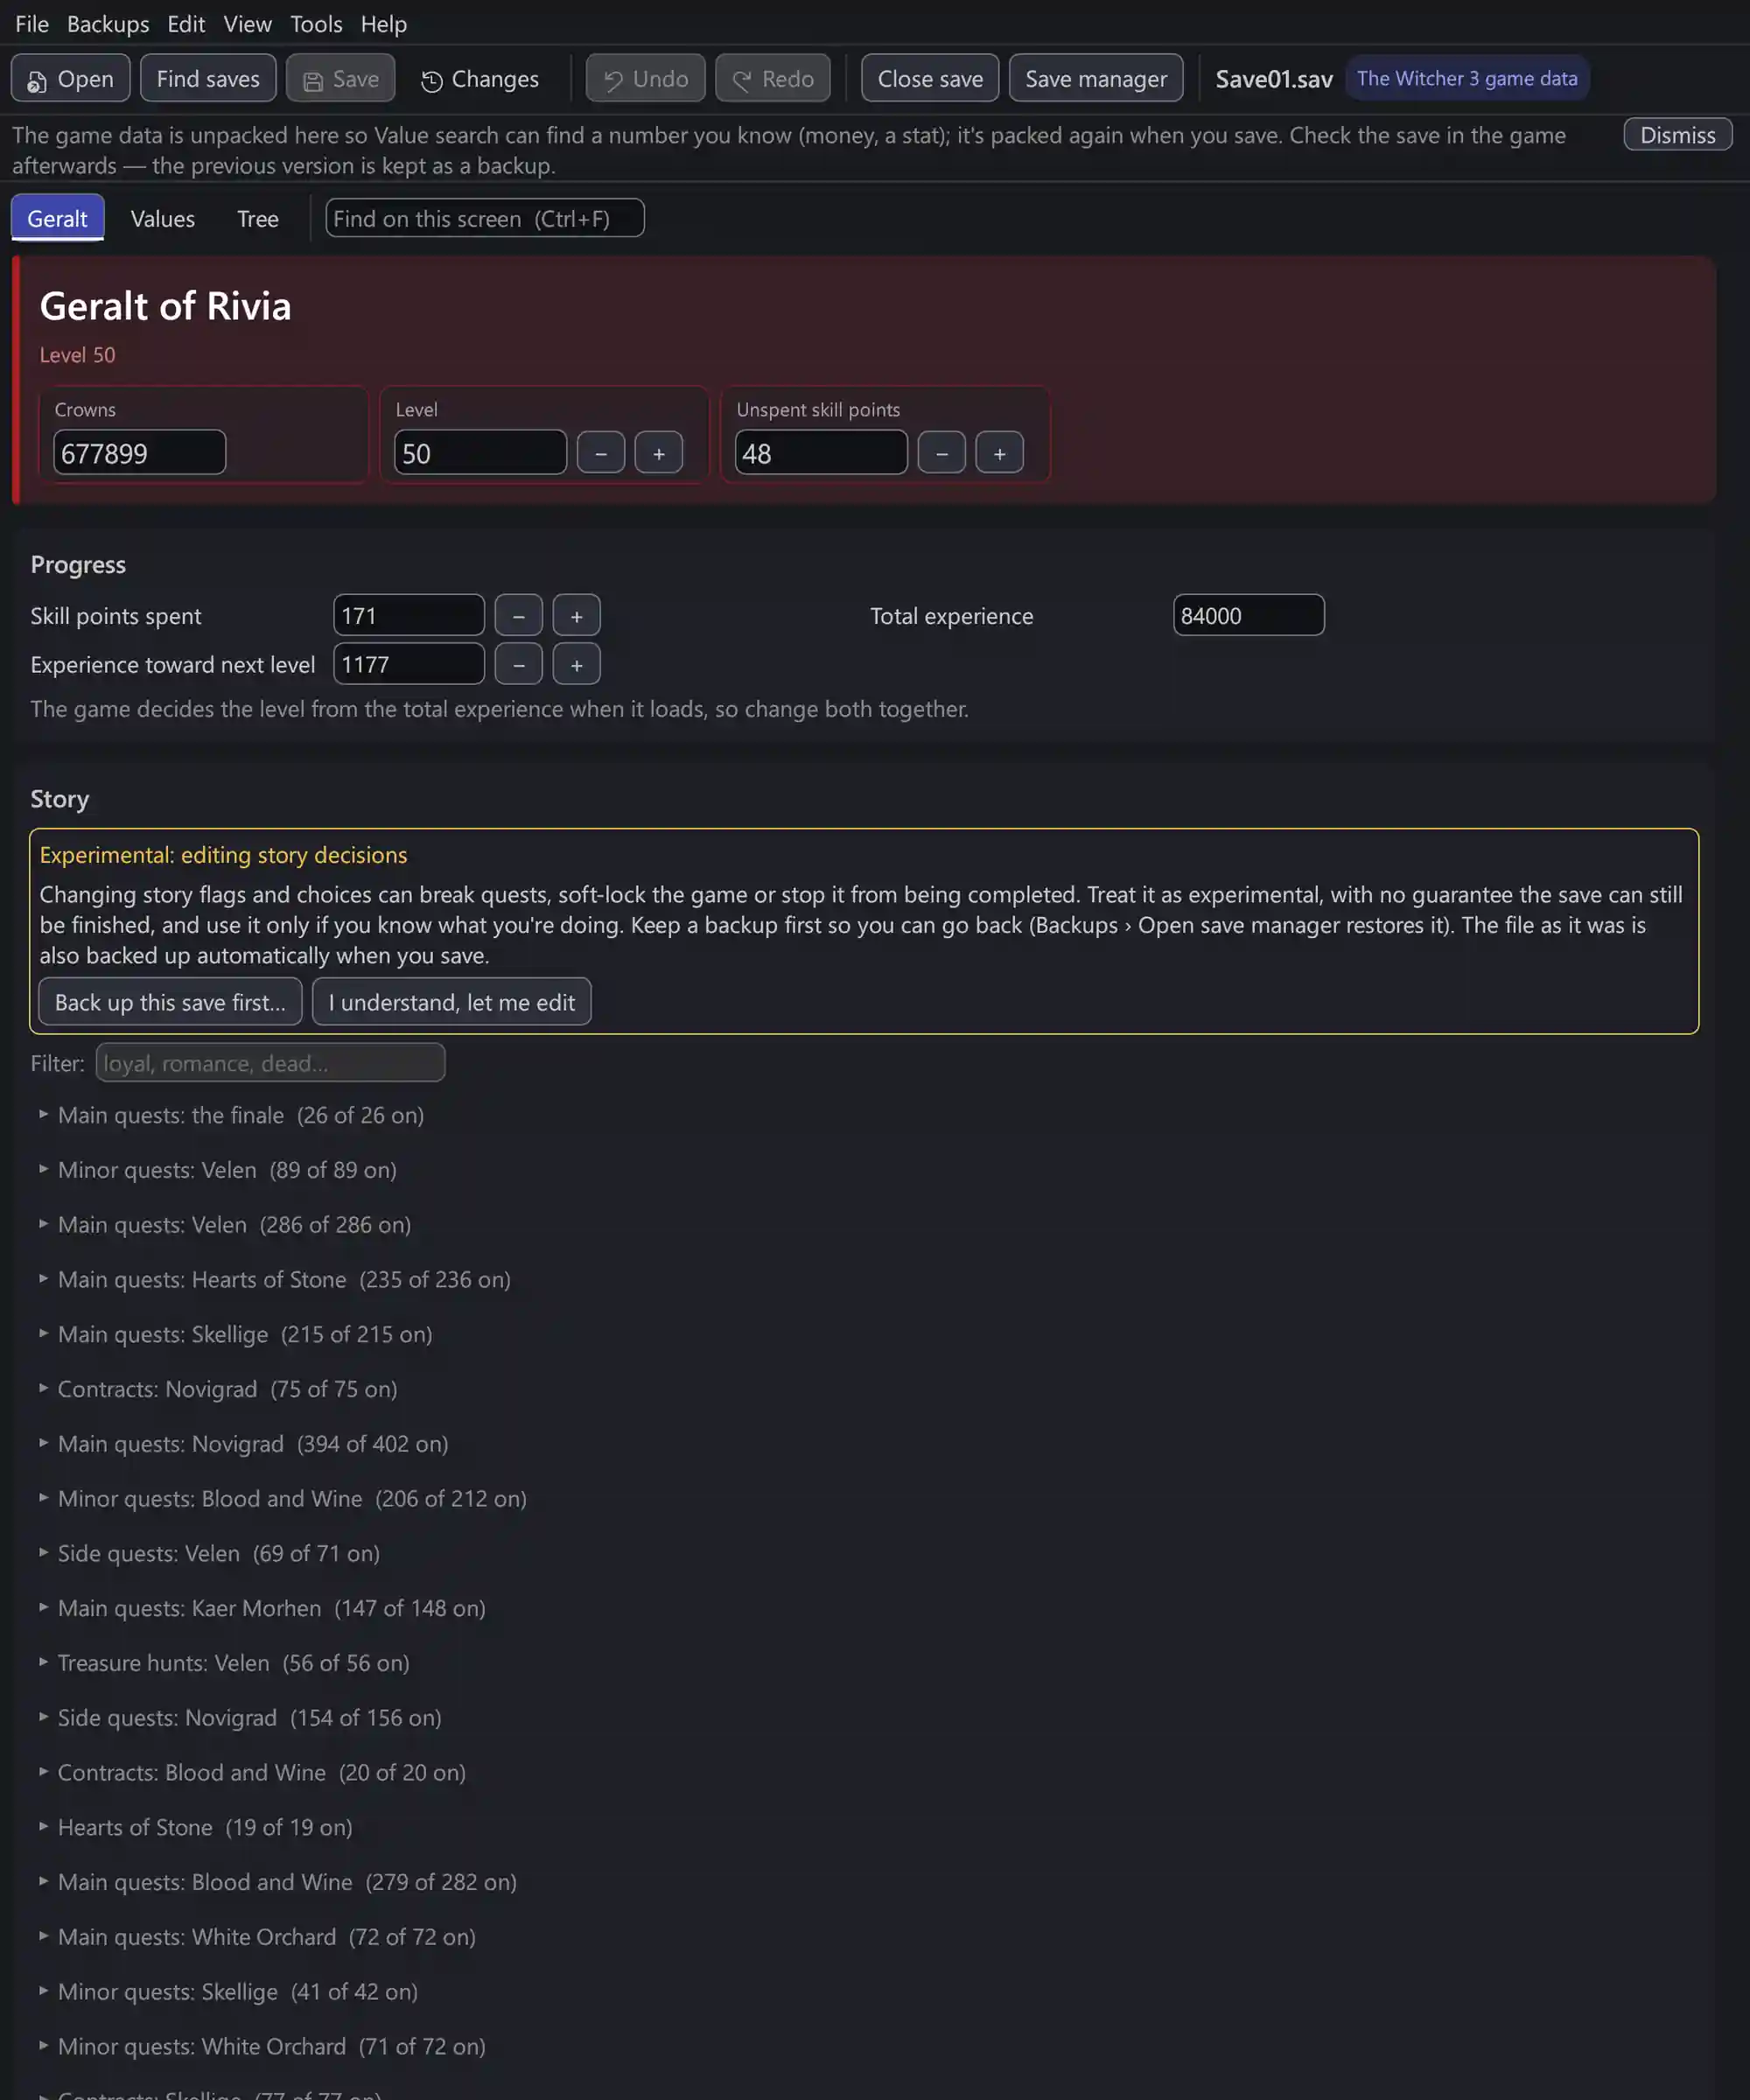 File Backups Edit View Tools Help
Open Find saves Save Changes Undo Redo Close save Save manager Save01.sav The Witcher 3 game data
The game data is unpacked here so Value search can find a number you know (money, a stat); it's packed again when you save. Check the save in the game Dismiss
afterwards — the previous version is kept as a backup.
Geralt Values Tree Find on this screen (Ctrl+F)
Geralt of Rivia
Level 50
Crowns Level Unspent skill points
677899 50 − + 48 − +
Progress
Skill points spent 171 − + Total experience 84000
Experience toward next level 1177 − +
The game decides the level from the total experience when it loads, so change both together.
Story
Experimental: editing story decisions
Changing story flags and choices can break quests, soft-lock the game or stop it from being completed. Treat it as experimental, with no guarantee the save can still
be finished, and use it only if you know what you're doing. Keep a backup first so you can go back (Backups › Open save manager restores it). The file as it was is
also backed up automatically when you save.
Back up this save first... I understand, let me edit
Filter: loyal, romance, dead...
Main quests: the finale (26 of 26 on)
Minor quests: Velen (89 of 89 on)
Main quests: Velen (286 of 286 on)
Main quests: Hearts of Stone (235 of 236 on)
Main quests: Skellige (215 of 215 on)
Contracts: Novigrad (75 of 75 on)
Main quests: Novigrad (394 of 402 on)
Minor quests: Blood and Wine (206 of 212 on)
Side quests: Velen (69 of 71 on)
Main quests: Kaer Morhen (147 of 148 on)
Treasure hunts: Velen (56 of 56 on)
Side quests: Novigrad (154 of 156 on)
Contracts: Blood and Wine (20 of 20 on)
Hearts of Stone (19 of 19 on)
Main quests: Blood and Wine (279 of 282 on)
Main quests: White Orchard (72 of 72 on)
Minor quests: Skellige (41 of 42 on)
Minor quests: White Orchard (71 of 72 on)
Contracts: Skellige (77 of 77 on)